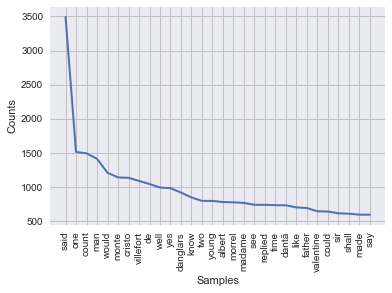 3500
3000
2500
2000
1500
1000
500
Counts
said
one
count
man
would
monte
cristo
villefort
de
well
yes
danglars
know
two
young
albert
morrel
madame
see
replied
time
dantã
like
father
valentine
could
sir
shall
made
say
Samples